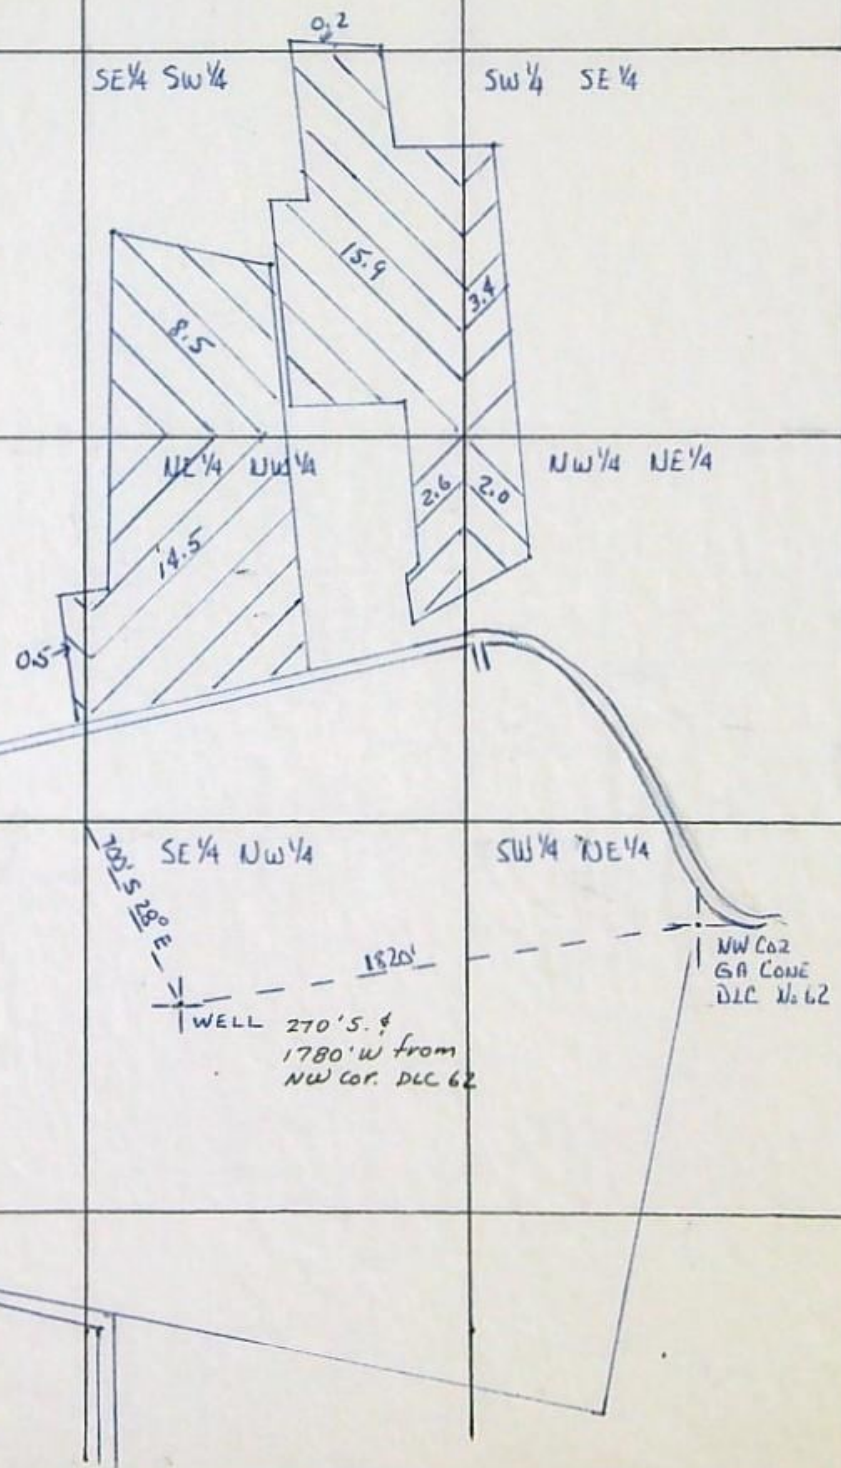 0.2
SE¼ SW¼
SW¼ SE¼
15.9
3.4
8.5
NE¼ NW¼
NW¼ NE¼
2.6
2.0
14.5
0.5
SE¼ NW¼
SW¼ NE¼
700' S 28° E
1820'
NW COR
GA CONE
DLC No 62
WELL
270' S. &
1780' W from
NW Cor. DLC 62